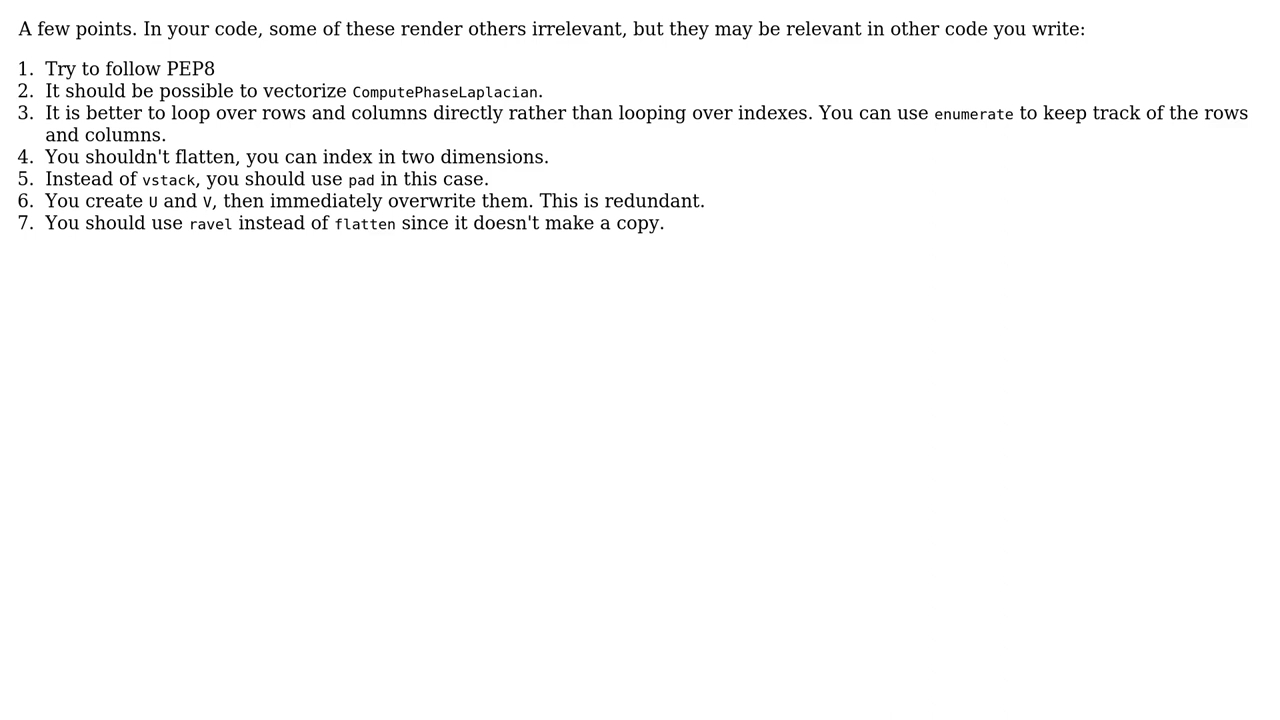 A few points. In your code, some of these render others irrelevant, but they may be relevant in other code you write:
1. Try to follow PEP8
2. It should be possible to vectorize ComputePhaseLaplacian.
3. It is better to loop over rows and columns directly rather than looping over indexes. You can use enumerate to keep track of the rows
and columns.
4. You shouldn't flatten, you can index in two dimensions.
5. Instead of vstack, you should use pad in this case.
6. You create U and V, then immediately overwrite them. This is redundant.
7. You should use ravel instead of flatten since it doesn't make a copy.